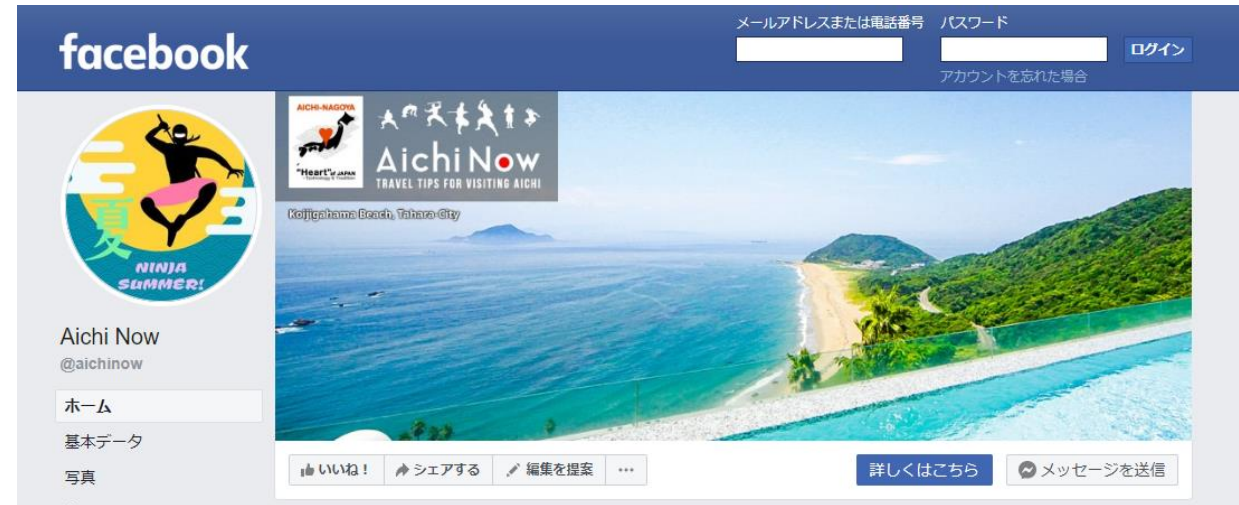 facebook
メールアドレスまたは電話番号
パスワード
ログイン
アカウントを忘れた場合
夏
NINJA
SUMMER!
Aichi Now
@aichinow
ホーム
基本データ
写真
AICHI-NAGOYA
"Heart" of JAPAN
~Technology & Tradition~
Aichi Now
TRAVEL TIPS FOR VISITING AICHI
Koijigahama Beach, Tahara City
いいね！
シェアする
編集を提案
...
詳しくはこちら
メッセージを送信